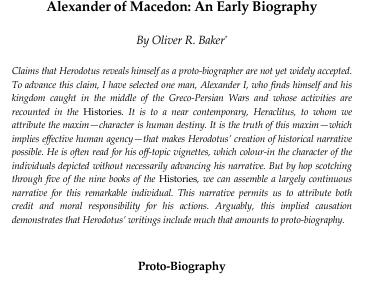 Alexander of Macedon: An Early Biography
By Oliver R. Baker*
Claims that Herodotus reveals himself as a proto-biographer are not yet widely accepted.
To advance this claim, I have selected one man, Alexander I, who finds himself and his
kingdom caught in the middle of the Greco-Persian Wars and whose activities are
recounted in the Histories. It is to a near contemporary, Heraclitus, to whom we
attribute the maxim—character is human destiny. It is the truth of this maxim—which
implies effective human agency—that makes Herodotus' creation of historical narrative
possible. He is often read for his off-topic vignettes, which colour-in the character of the
individuals depicted without necessarily advancing his narrative. But by hop scotching
through five of the nine books of the Histories, we can assemble a largely continuous
narrative for this remarkable individual. This narrative permits us to attribute both
credit and moral responsibility for his actions. Arguably, this implied causation
demonstrates that Herodotus' writings include much that amounts to proto-biography.
Proto-Biography